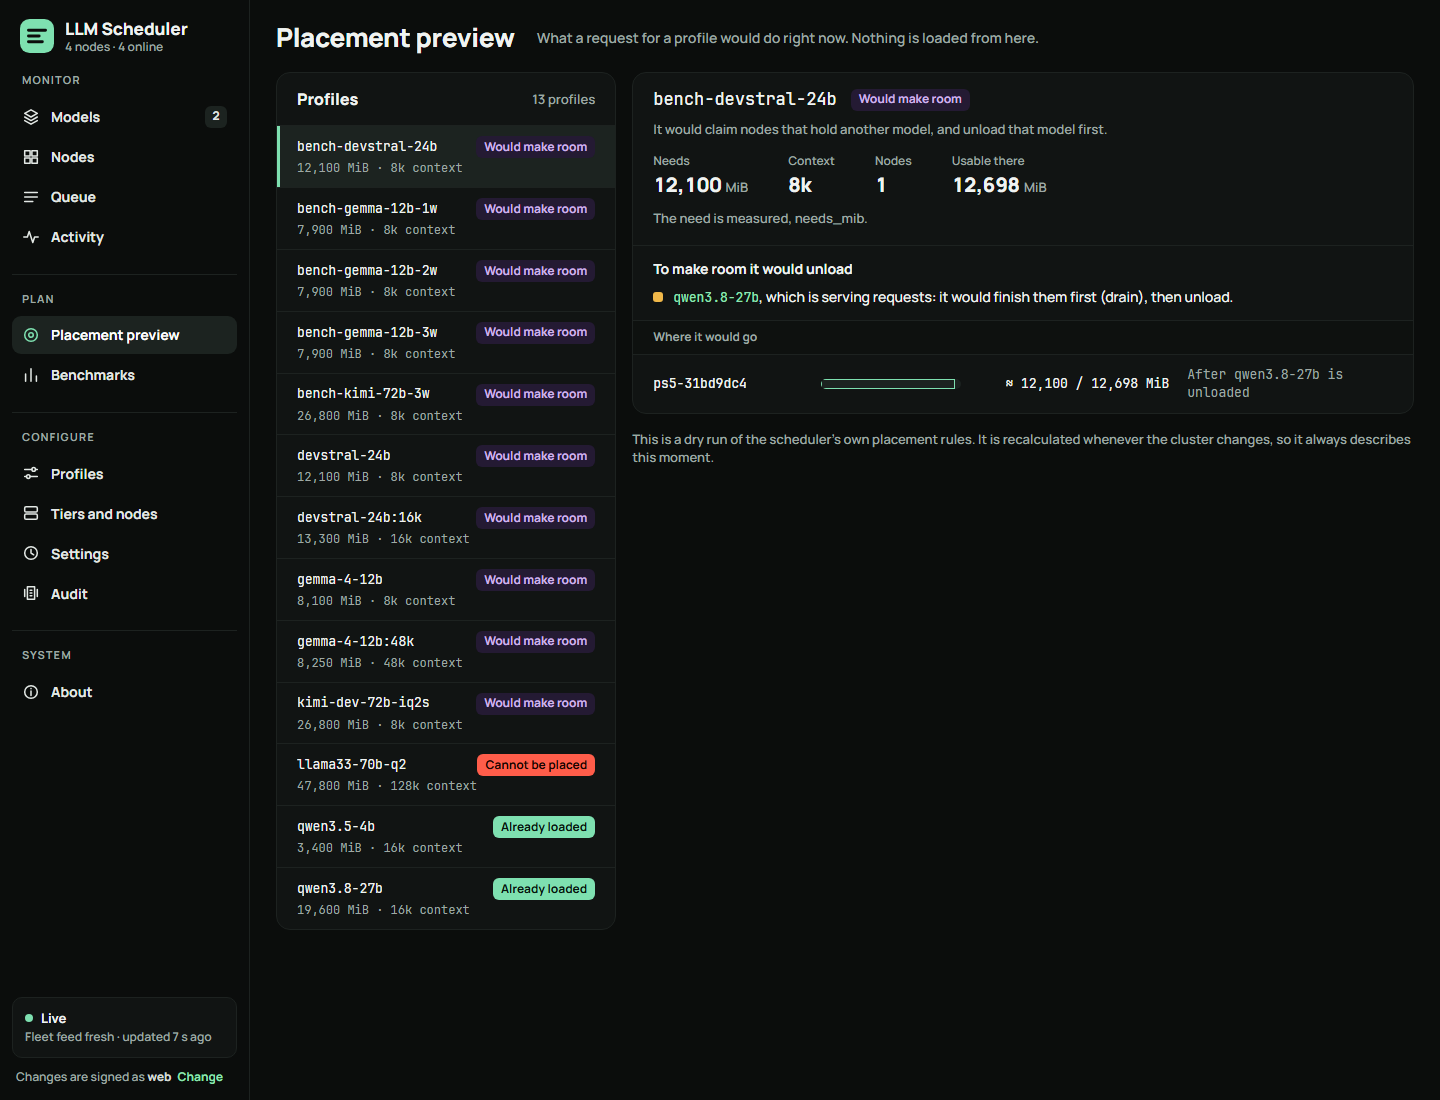 LLM Scheduler
4 nodes · 4 online
MONITOR
Models 2
Nodes
Queue
Activity
PLAN
Placement preview
Benchmarks
CONFIGURE
Profiles
Tiers and nodes
Settings
Audit
SYSTEM
About
Live
Fleet feed fresh · updated 7 s ago
Changes are signed as web Change
Placement preview What a request for a profile would do right now. Nothing is loaded from here.
Profiles 13 profiles
bench-devstral-24b Would make room
12,100 MiB · 8k context
bench-gemma-12b-1w Would make room
7,900 MiB · 8k context
bench-gemma-12b-2w Would make room
7,900 MiB · 8k context
bench-gemma-12b-3w Would make room
7,900 MiB · 8k context
bench-kimi-72b-3w Would make room
26,800 MiB · 8k context
devstral-24b Would make room
12,100 MiB · 8k context
devstral-24b:16k Would make room
13,300 MiB · 16k context
gemma-4-12b Would make room
8,100 MiB · 8k context
gemma-4-12b:48k Would make room
8,250 MiB · 48k context
kimi-dev-72b-iq2s Would make room
26,800 MiB · 8k context
llama33-70b-q2 Cannot be placed
47,800 MiB · 128k context
qwen3.5-4b Already loaded
3,400 MiB · 16k context
qwen3.8-27b Already loaded
19,600 MiB · 16k context
bench-devstral-24b Would make room
It would claim nodes that hold another model, and unload that model first.
Needs Context Nodes Usable there
12,100 MiB 8k 1 12,698 MiB
The need is measured, needs_mib.
To make room it would unload
qwen3.8-27b, which is serving requests: it would finish them first (drain), then unload.
Where it would go
ps5-31bd9dc4 ≈ 12,100 / 12,698 MiB After qwen3.8-27b is
unloaded
This is a dry run of the scheduler's own placement rules. It is recalculated whenever the cluster changes, so it always describes
this moment.